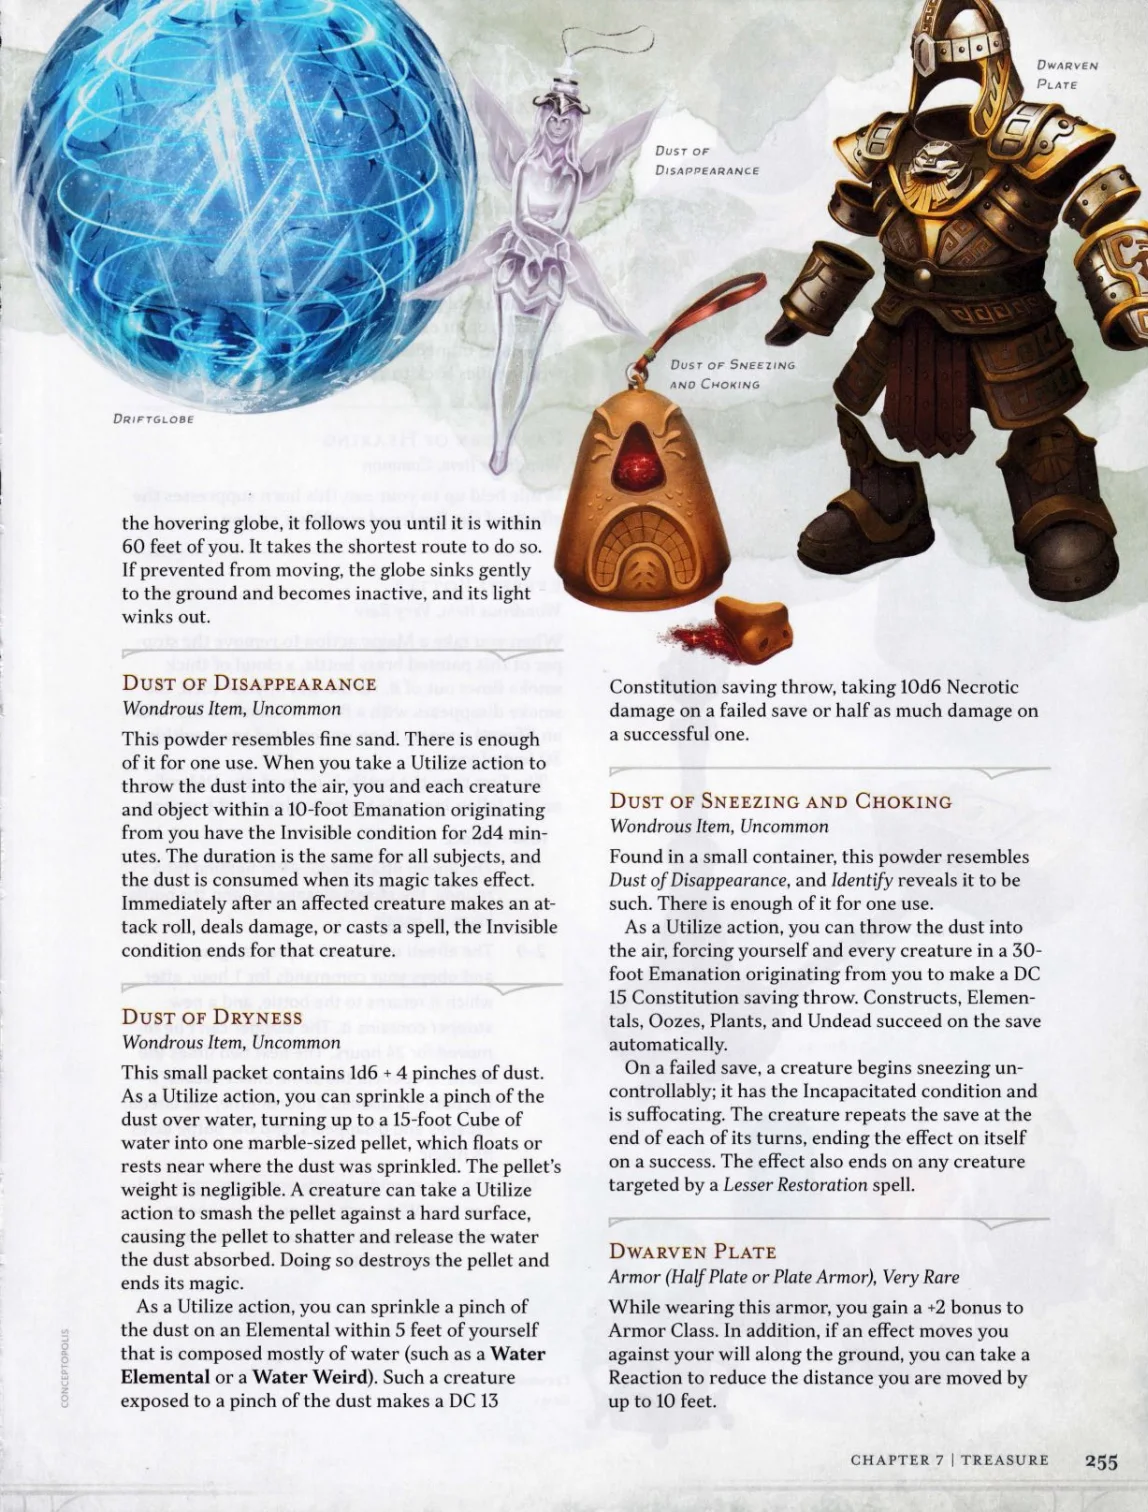 DWARVEN
PLATE
DUST OF
DISAPPEARANCE
DUST OF SNEEZING
AND CHOKING
DRIFTGLOBE
the hovering globe, it follows you until it is within
60 feet of you. It takes the shortest route to do so.
If prevented from moving, the globe sinks gently
to the ground and becomes inactive, and its light
winks out.
DUST OF DISAPPEARANCE
Wondrous Item, Uncommon
This powder resembles fine sand. There is enough
of it for one use. When you take a Utilize action to
throw the dust into the air, you and each creature
and object within a 10-foot Emanation originating
from you have the Invisible condition for 2d4 min-
utes. The duration is the same for all subjects, and
the dust is consumed when its magic takes effect.
Immediately after an affected creature makes an at-
tack roll, deals damage, or casts a spell, the Invisible
condition ends for that creature.
DUST OF DRYNESS
Wondrous Item, Uncommon
This small packet contains 1d6 + 4 pinches of dust.
As a Utilize action, you can sprinkle a pinch of the
dust over water, turning up to a 15-foot Cube of
water into one marble-sized pellet, which floats or
rests near where the dust was sprinkled. The pellet's
weight is negligible. A creature can take a Utilize
action to smash the pellet against a hard surface,
causing the pellet to shatter and release the water
the dust absorbed. Doing so destroys the pellet and
ends its magic.
As a Utilize action, you can sprinkle a pinch of
the dust on an Elemental within 5 feet of yourself
that is composed mostly of water (such as a Water
Elemental or a Water Weird). Such a creature
exposed to a pinch of the dust makes a DC 13
Constitution saving throw, taking 10d6 Necrotic
damage on a failed save or half as much damage on
a successful one.
DUST OF SNEEZING AND CHOKING
Wondrous Item, Uncommon
Found in a small container, this powder resembles
Dust of Disappearance, and Identify reveals it to be
such. There is enough of it for one use.
As a Utilize action, you can throw the dust into
the air, forcing yourself and every creature in a 30-
foot Emanation originating from you to make a DC
15 Constitution saving throw. Constructs, Elemen-
tals, Oozes, Plants, and Undead succeed on the save
automatically.
On a failed save, a creature begins sneezing un-
controllably; it has the Incapacitated condition and
is suffocating. The creature repeats the save at the
end of each of its turns, ending the effect on itself
on a success. The effect also ends on any creature
targeted by a Lesser Restoration spell.
DWARVEN PLATE
Armor (Half Plate or Plate Armor), Very Rare
While wearing this armor, you gain a +2 bonus to
Armor Class. In addition, if an effect moves you
against your will along the ground, you can take a
Reaction to reduce the distance you are moved by
up to 10 feet.
CONCEPTOPOLIS
CHAPTER 7 | TREASURE 255